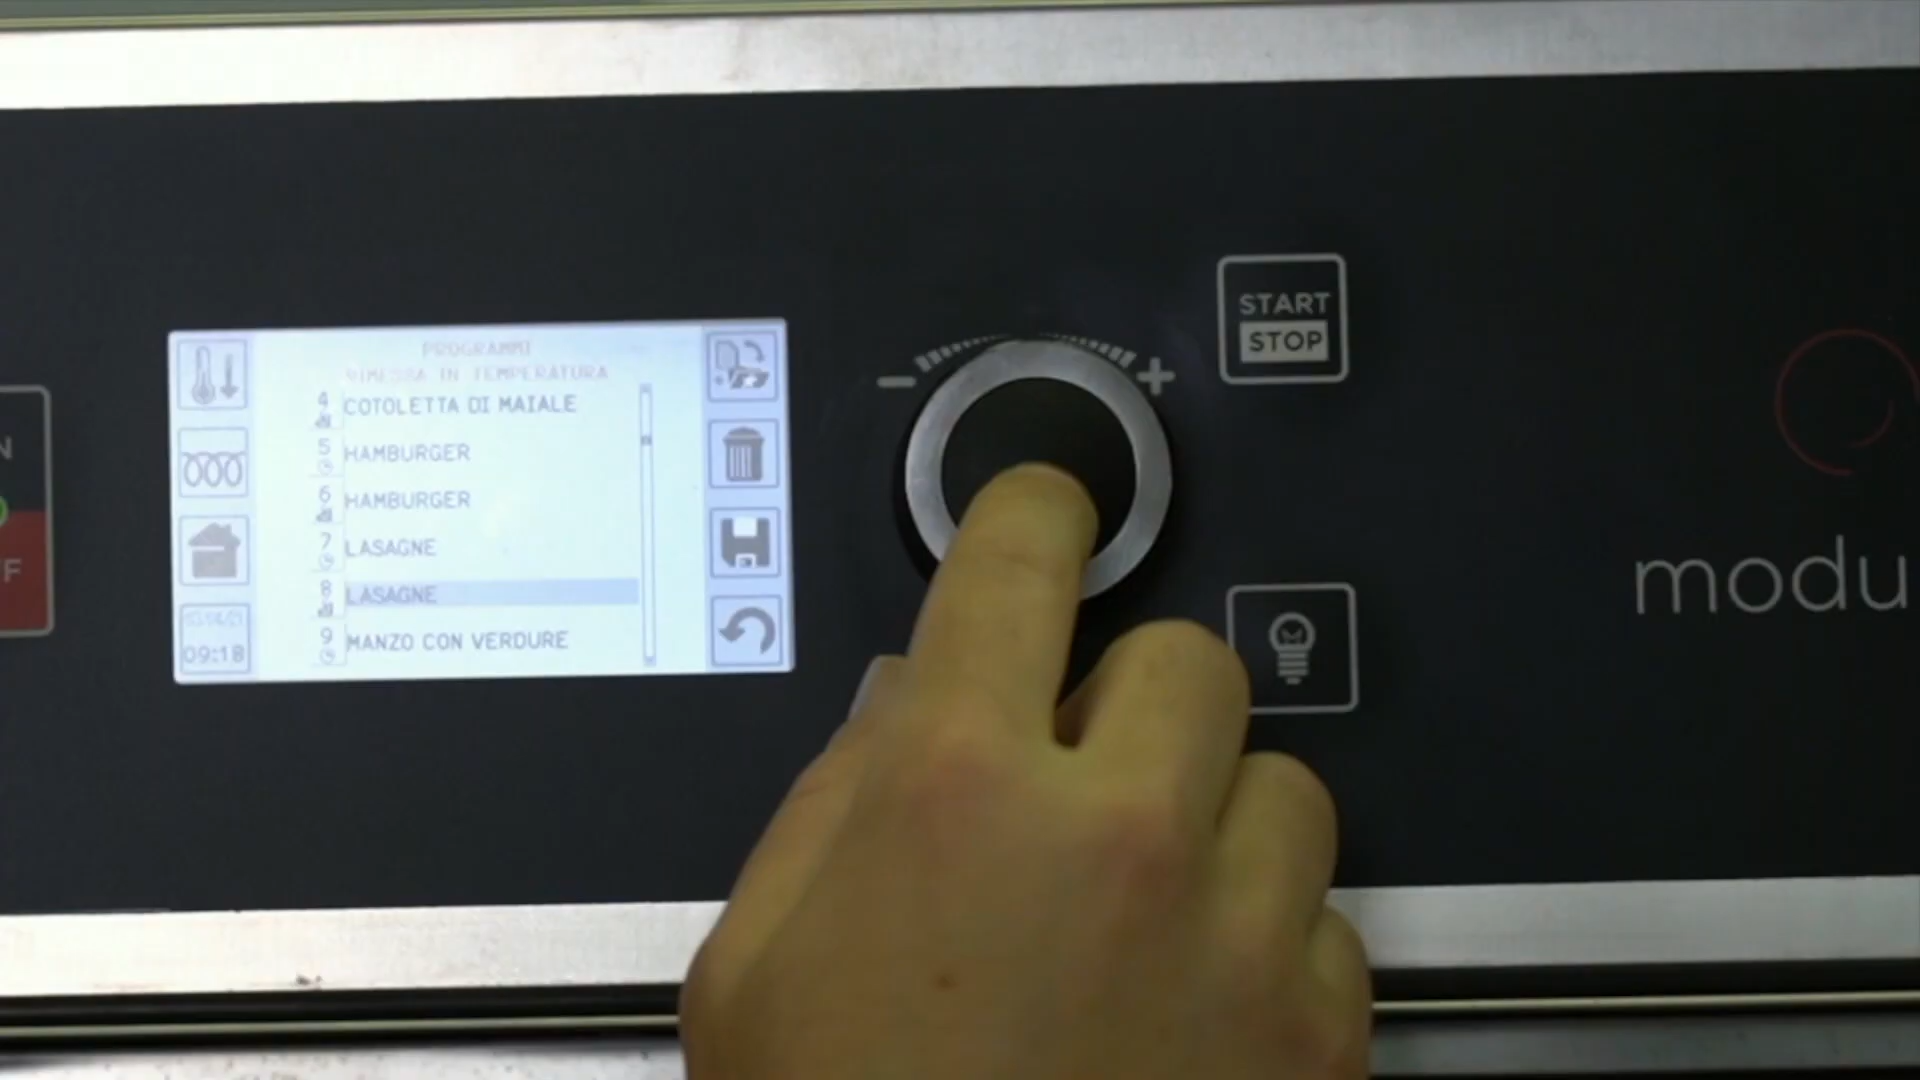 PROGRAMMI
RIMESSA IN TEMPERATURA
4 COTOLETTA DI MAIALE
5 HAMBURGER
6 HAMBURGER
7 LASAGNE
8 LASAGNE
9 MANZO CON VERDURE
09:18
START
STOP
modu
N
F